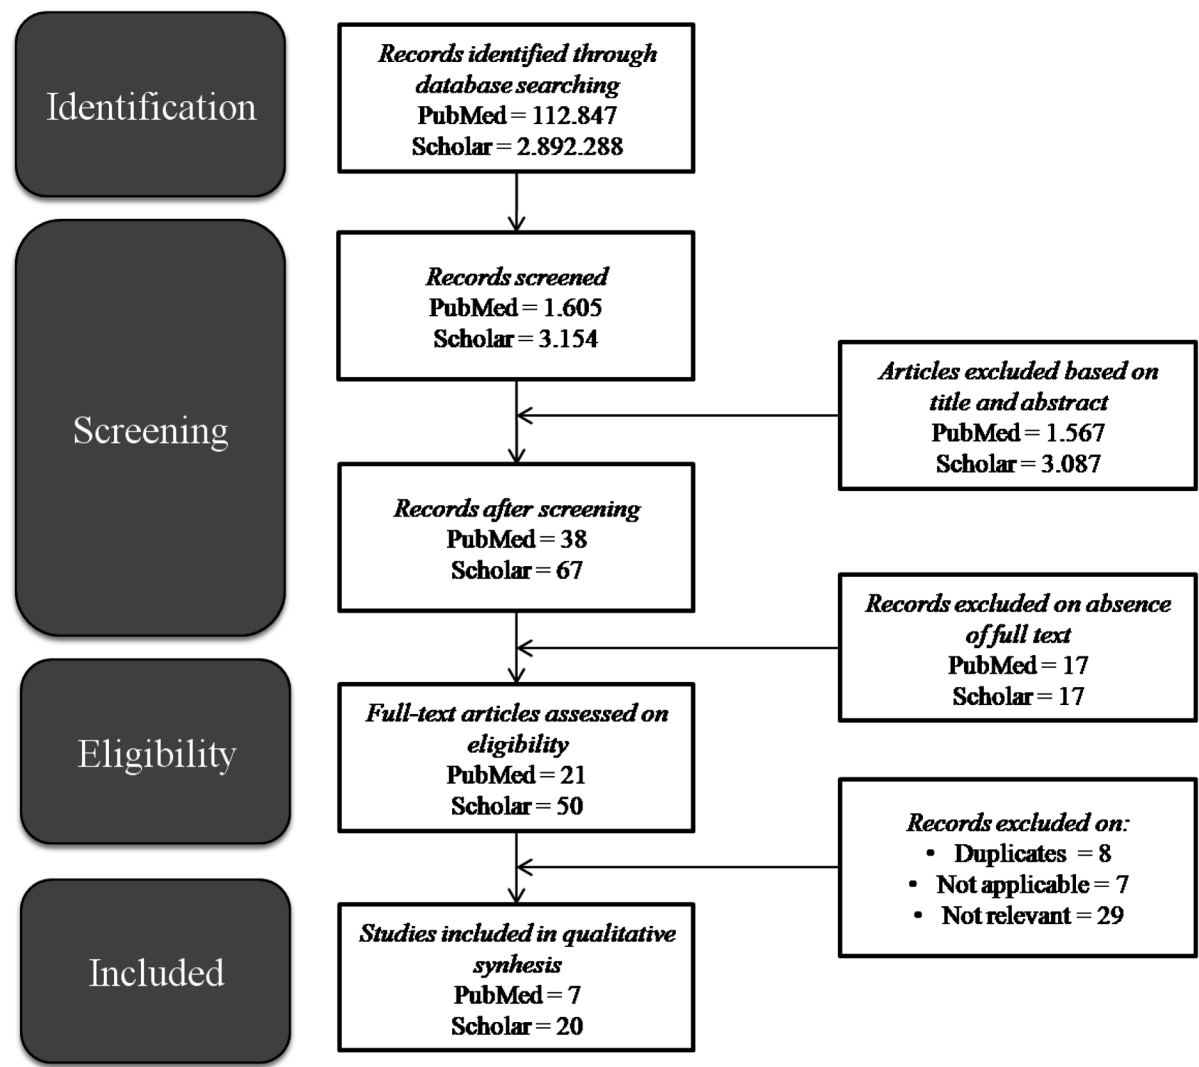 Identification
Records identified through
database searching
PubMed = 112.847
Scholar = 2.892.288
Screening
Records screened
PubMed = 1.605
Scholar = 3.154
Articles excluded based on
title and abstract
PubMed = 1.567
Scholar = 3.087
Records after screening
PubMed = 38
Scholar = 67
Records excluded on absence
of full text
PubMed = 17
Scholar = 17
Eligibility
Full-text articles assessed on
eligibility
PubMed = 21
Scholar = 50
Records excluded on:
• Duplicates = 8
• Not applicable = 7
• Not relevant = 29
Included
Studies included in qualitative
synhesis
PubMed = 7
Scholar = 20